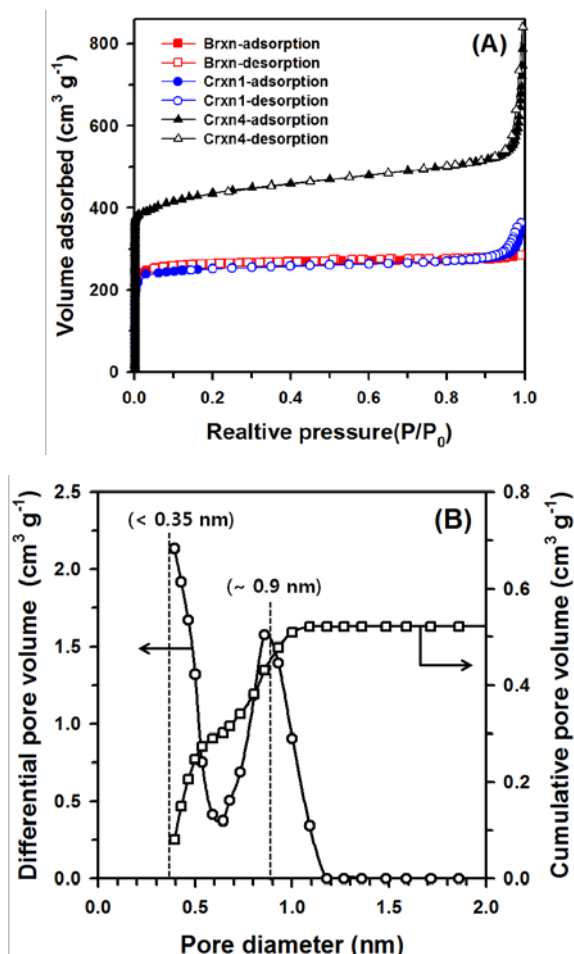 (A)
Brxn-adsorption
Brxn-desorption
Crxn1-adsorption
Crxn1-desorption
Crxn4-adsorption
Crxn4-desorption
Volume adsorbed (cm³ g⁻¹)
800
600
400
200
0
0.0 0.2 0.4 0.6 0.8 1.0
Realtive pressure(P/P₀)
(B)
(< 0.35 nm)
(~ 0.9 nm)
Differential pore volume (cm³ g⁻¹)
2.5
2.0
1.5
1.0
0.5
0.0
Cumulative pore volume (cm³ g⁻¹)
0.8
0.6
0.4
0.2
0.0
0.0 0.5 1.0 1.5 2.0
Pore diameter (nm)